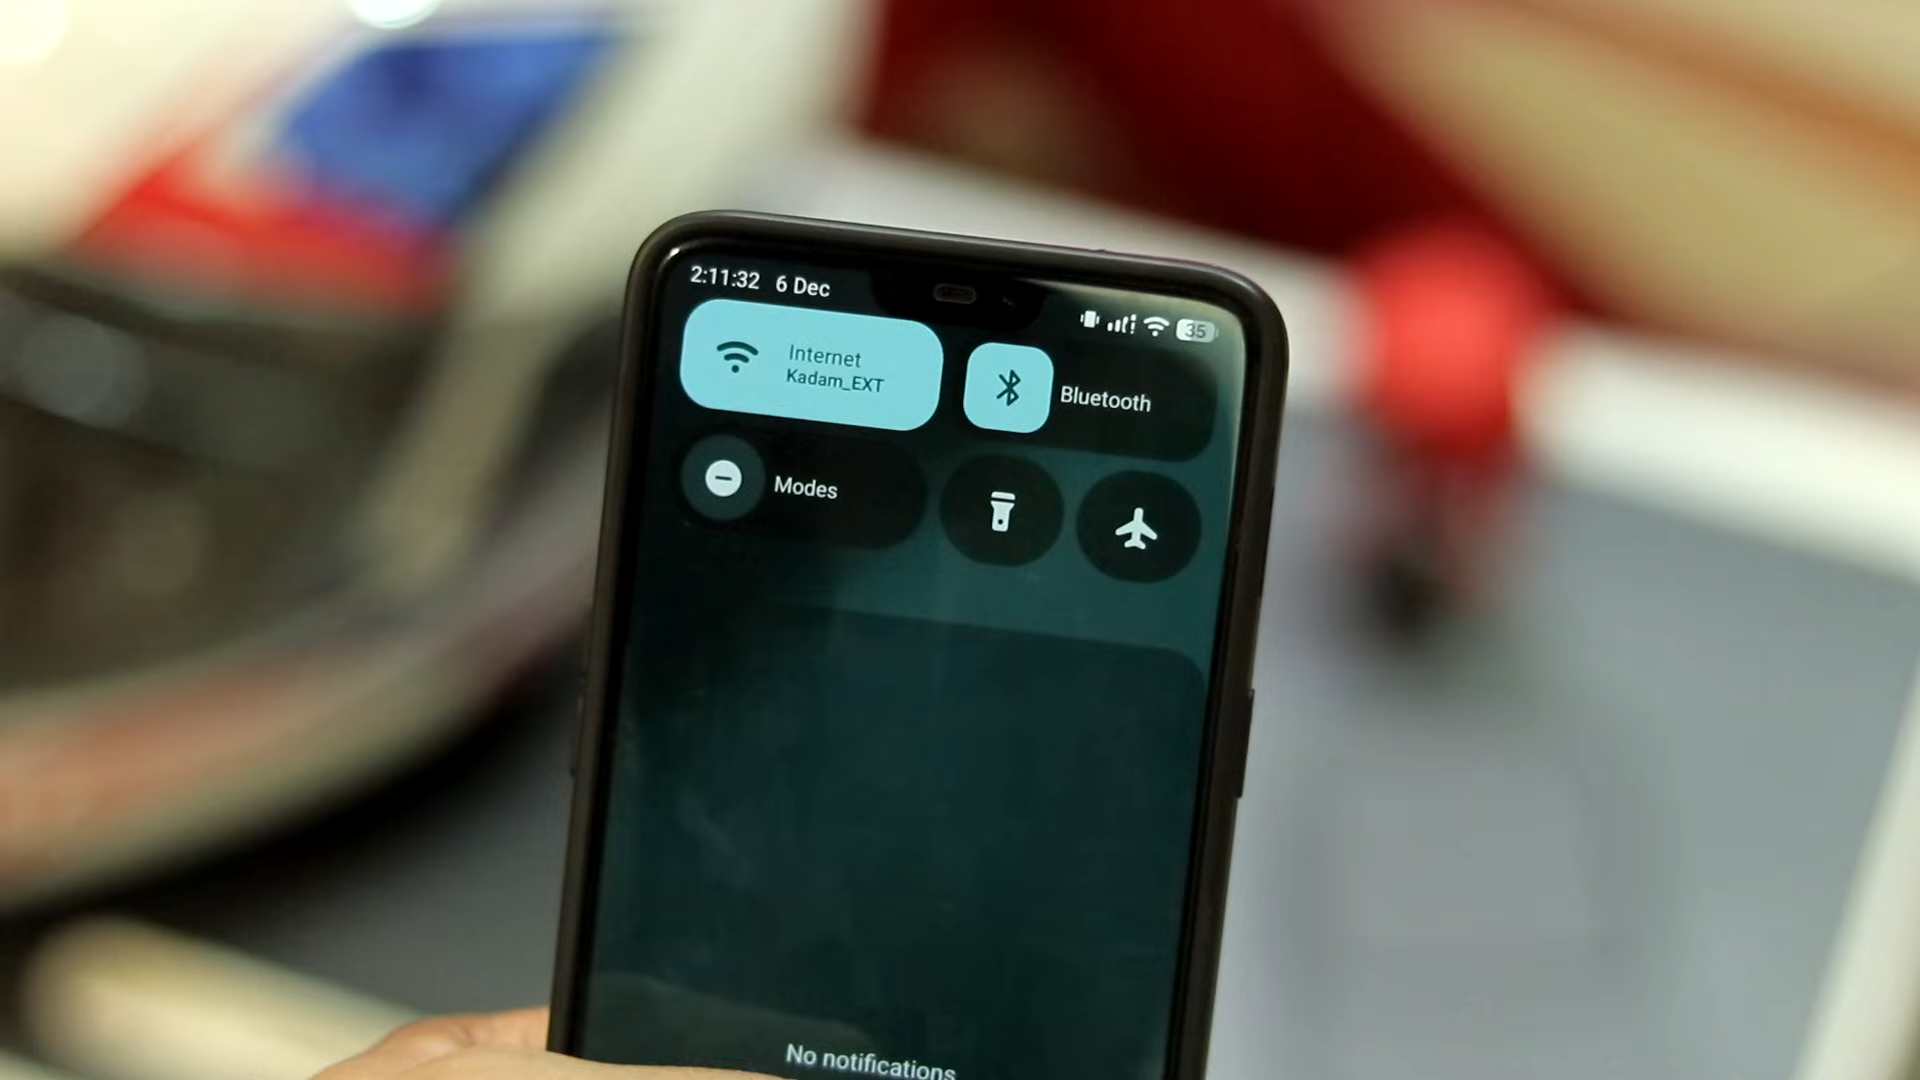 2:11:32 6 Dec
35
Internet
Kadam_EXT
Bluetooth
Modes
No notifications